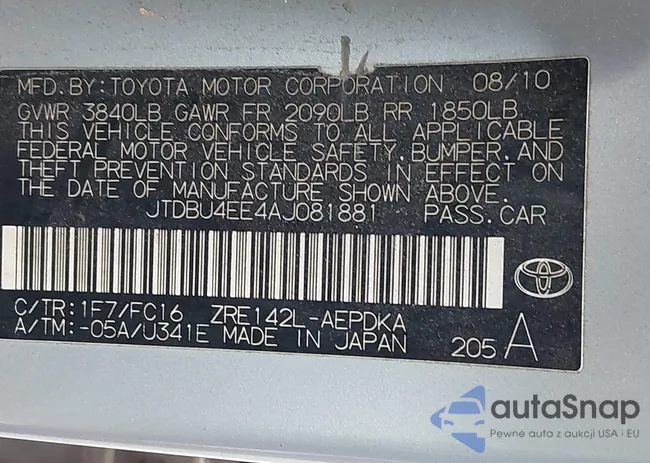 MFD.BY:TOYOTA MOTOR CORPORATION 08/10
GVWR 3840LB GAWR FR 2090LB RR 1850LB
THIS VEHICLE CONFORMS TO ALL APPLICABLE
FEDERAL MOTOR VEHICLE SAFETY, BUMPER, AND
THEFT PREVENTION STANDARDS IN EFFECT ON
THE DATE OF MANUFACTURE SHOWN ABOVE.
JTDBU4EE4AJ081881 PASS.CAR
C/TR:1F7/FC16 ZRE142L-AEPDKA
A/TM:-05A/U341E MADE IN JAPAN 205 A
autaSnap
Pewne auta z aukcji USA i EU